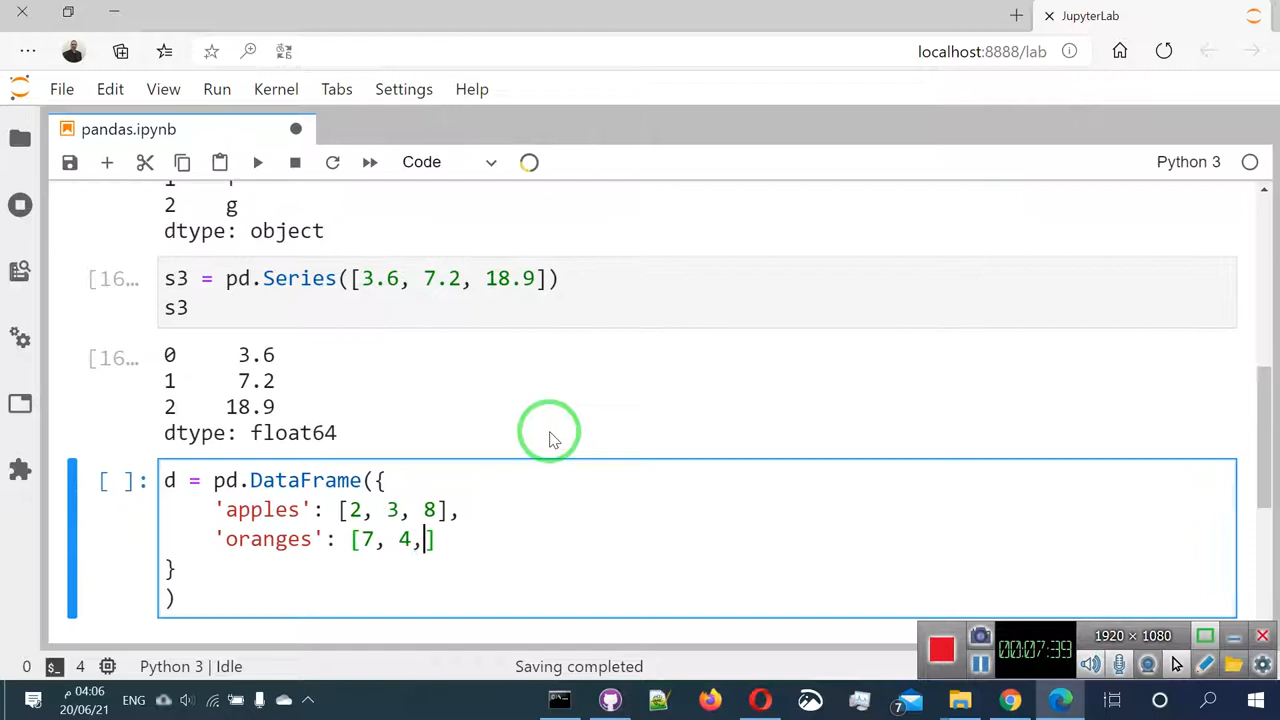 JupyterLab
localhost:8888/lab
File Edit View Run Kernel Tabs Settings Help
pandas.ipynb
Code
Python 3
2 g
dtype: object
[16…
s3 = pd.Series([3.6, 7.2, 18.9])
s3
[16…
0 3.6
1 7.2
2 18.9
dtype: float64
[ ]:
d = pd.DataFrame({
'apples': [2, 3, 8],
'oranges': [7, 4,]
}
)
00:07:39
1920 × 1080
0
4
Python 3 | Idle
Saving completed
04:06 م
20/06/21
ENG
7